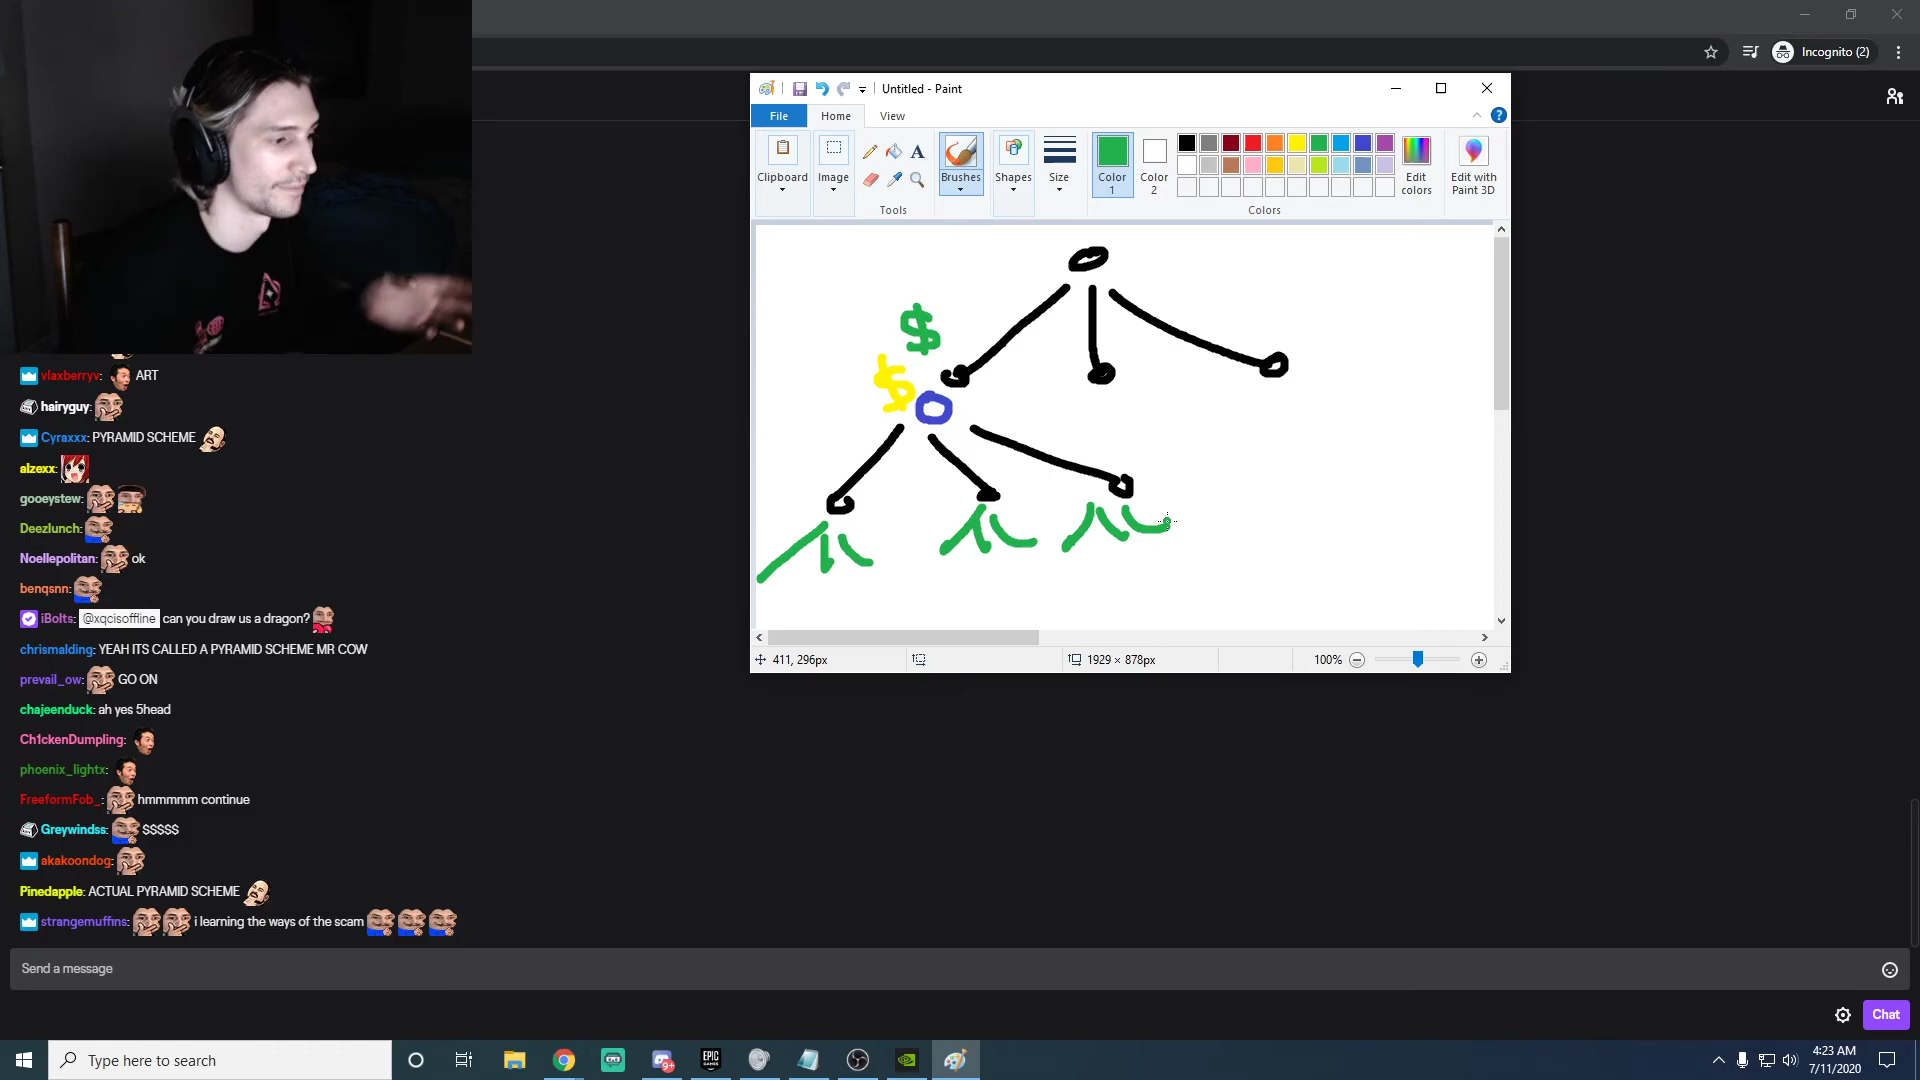 Incognito (2)
Untitled - Paint
File Home View
Clipboard
Image
Tools
Brushes
Shapes
Size
Color 1
Color 2
Edit colors
Edit with Paint 3D
Colors
$
$
vlaxberryv: ART
hairyguy:
Cyraxxx: PYRAMID SCHEME
alzexx:
gooeystew:
Deezlunch:
Noellepolitan: ok
benqsnn:
iBolts: @xqcisoffline can you draw us a dragon?
chrismalding: YEAH ITS CALLED A PYRAMID SCHEME MR COW
prevail_ow: GO ON
chajeenduck: ah yes 5head
Ch1ckenDumpling:
phoenix_lightx:
FreeformFob_: hmmmmm continue
Greywindss: $$$$$
akakoondog:
Pinedapple: ACTUAL PYRAMID SCHEME
strangemuffins: i learning the ways of the scam
411, 296px
1929 × 878px
100%
Send a message
Chat
Type here to search
9+
EPIC GAMES
4:23 AM
7/11/2020